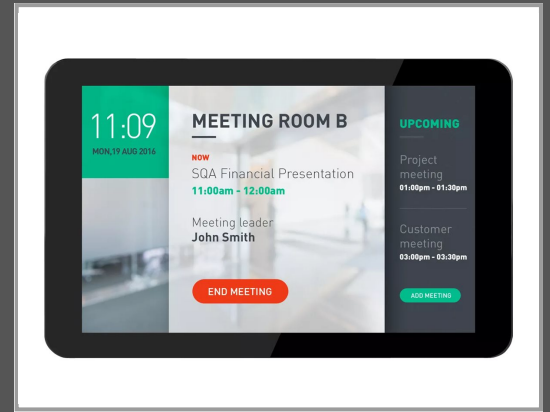 11:09
MON,19 AUG 2016
MEETING ROOM B
NOW
SQA Financial Presentation
11:00am - 12:00am
Meeting leader
John Smith
END MEETING
UPCOMING
Project
meeting
01:00pm - 01:30pm
Customer
meeting
03:00pm - 03:30pm
ADD MEETING